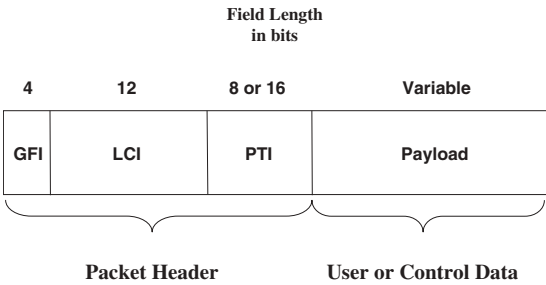 Field Length
in bits
4 12 8 or 16 Variable
GFI LCI PTI Payload
Packet Header User or Control Data